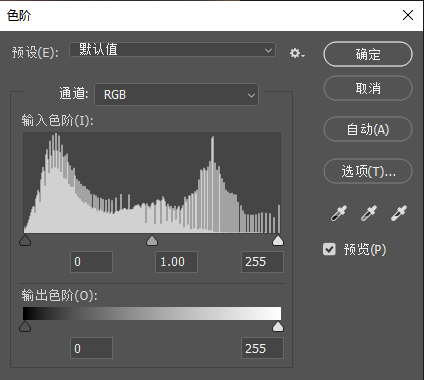 色阶
预设(E): 默认值
确定
取消
通道: RGB
自动(A)
输入色阶(I):
选项(T)...
预览(P)
0 1.00 255
输出色阶(O):
0 255